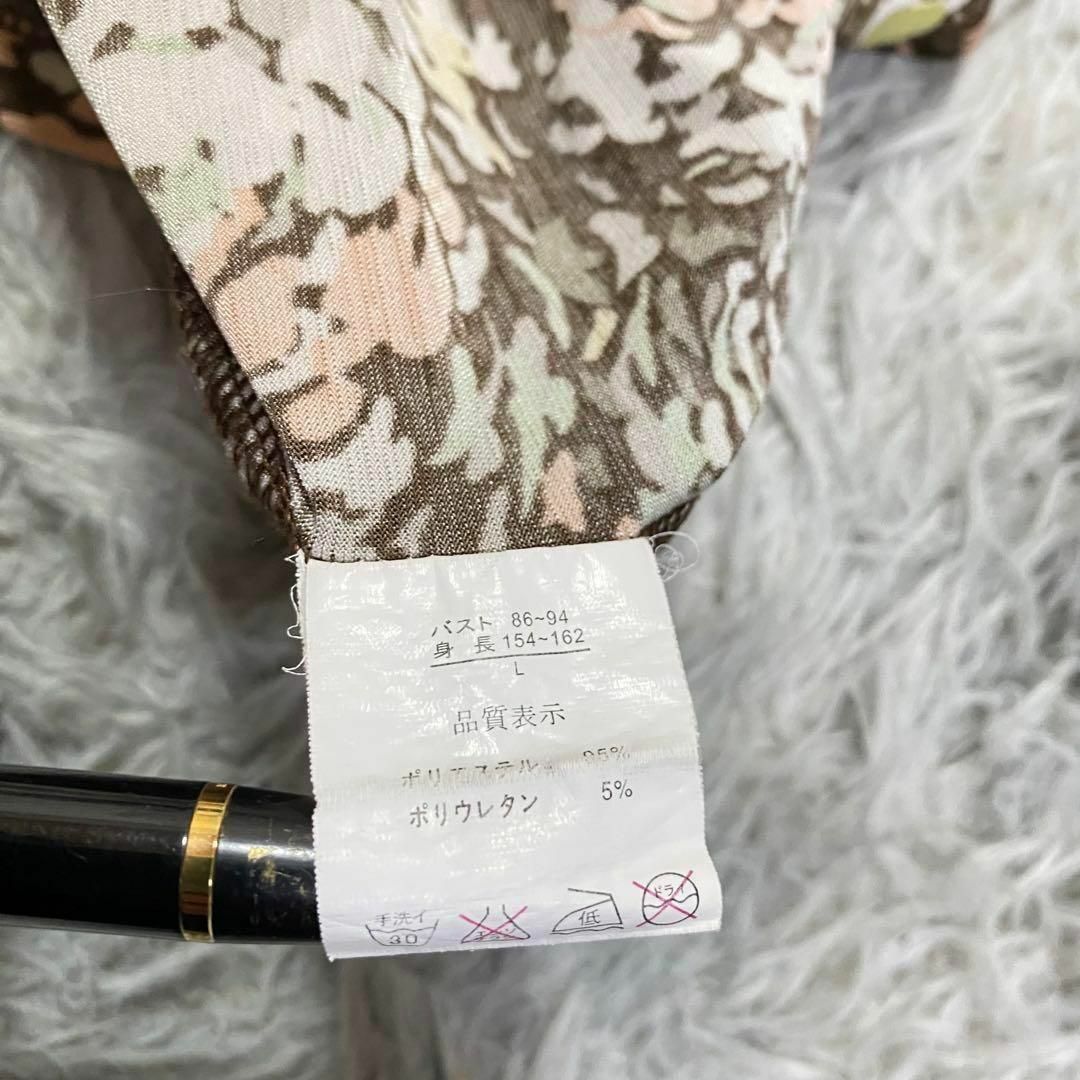 バスト 86~94
身 長 154~162
L
品質表示
ポリエステル 95%
ポリウレタン 5%
手洗イ 30
低
ドライ